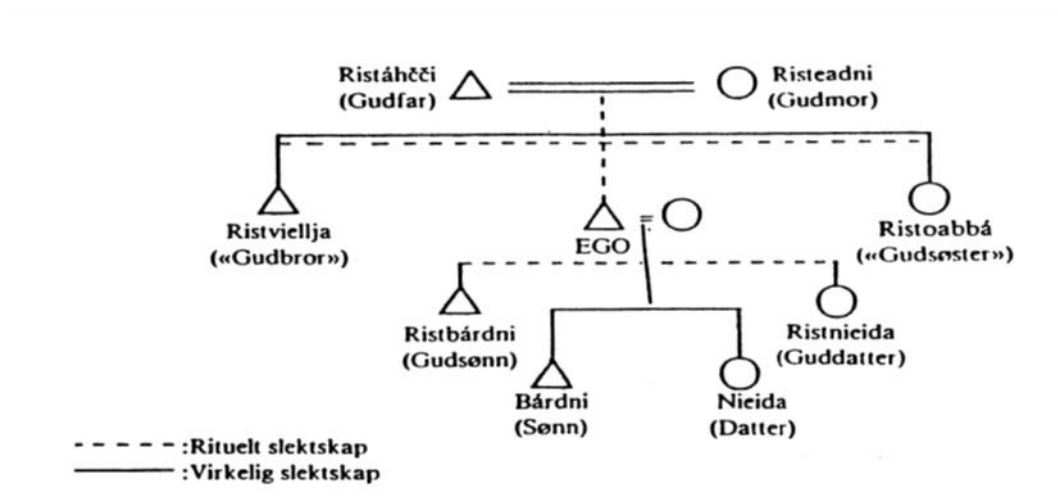 Ristáhčči
(Gudfar)
Risteadni
(Gudmor)
Ristviellja
(«Gudbror»)
EGO
Ristoabbá
(«Gudsøster»)
Ristbárdni
(Gudsønn)
Ristnieida
(Guddatter)
Bárdni
(Sønn)
Nieida
(Datter)
:Rituelt slektskap
:Virkelig slektskap